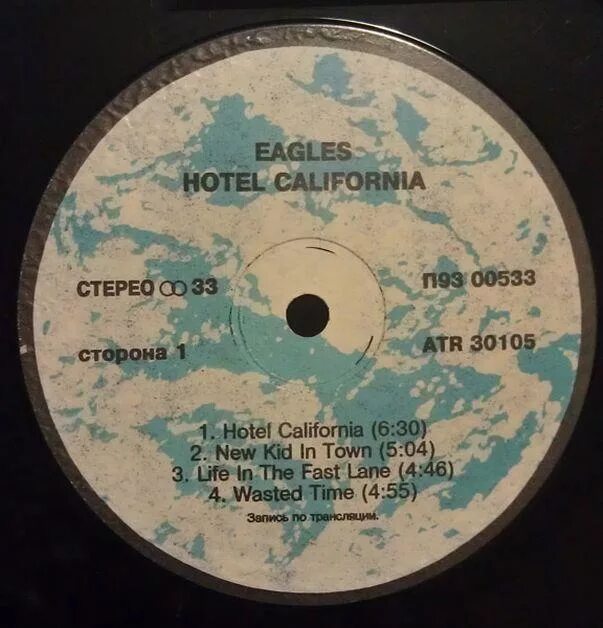 EAGLES
HOTEL CALIFORNIA
СТЕРЕО ꝏ 33
П93 00533
сторона 1
ATR 30105
1. Hotel California (6:30)
2. New Kid In Town (5:04)
3. Life In The Fast Lane (4:46)
4. Wasted Time (4:55)
Запись по трансляции.